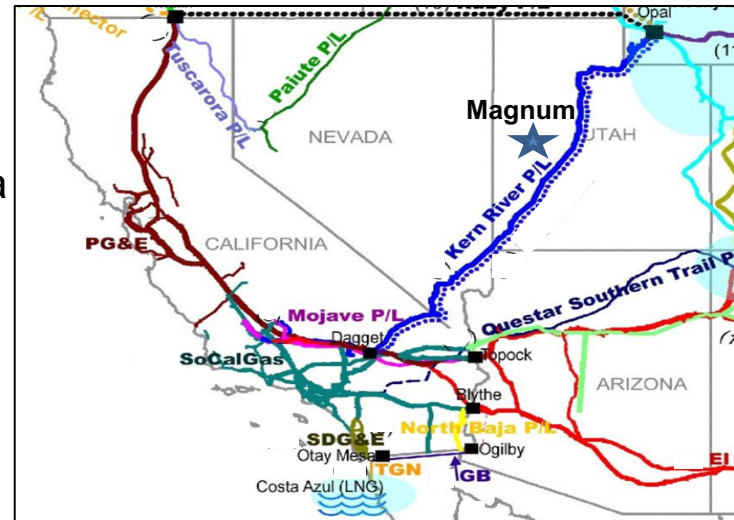 Opal
(11
Tuscarora P/L
Paiute P/L
Magnum
NEVADA
UTAH
a
Kern River P/L
PG&E
CALIFORNIA
Questar Southern Trail P
Mojave P/L
Dagget
SoCalGas
Topock
ARIZONA
Blythe
North Baja P/L
SDG&E
Otay Mesa
Ogilby
El
TGN
GB
Costa Azul (LNG)